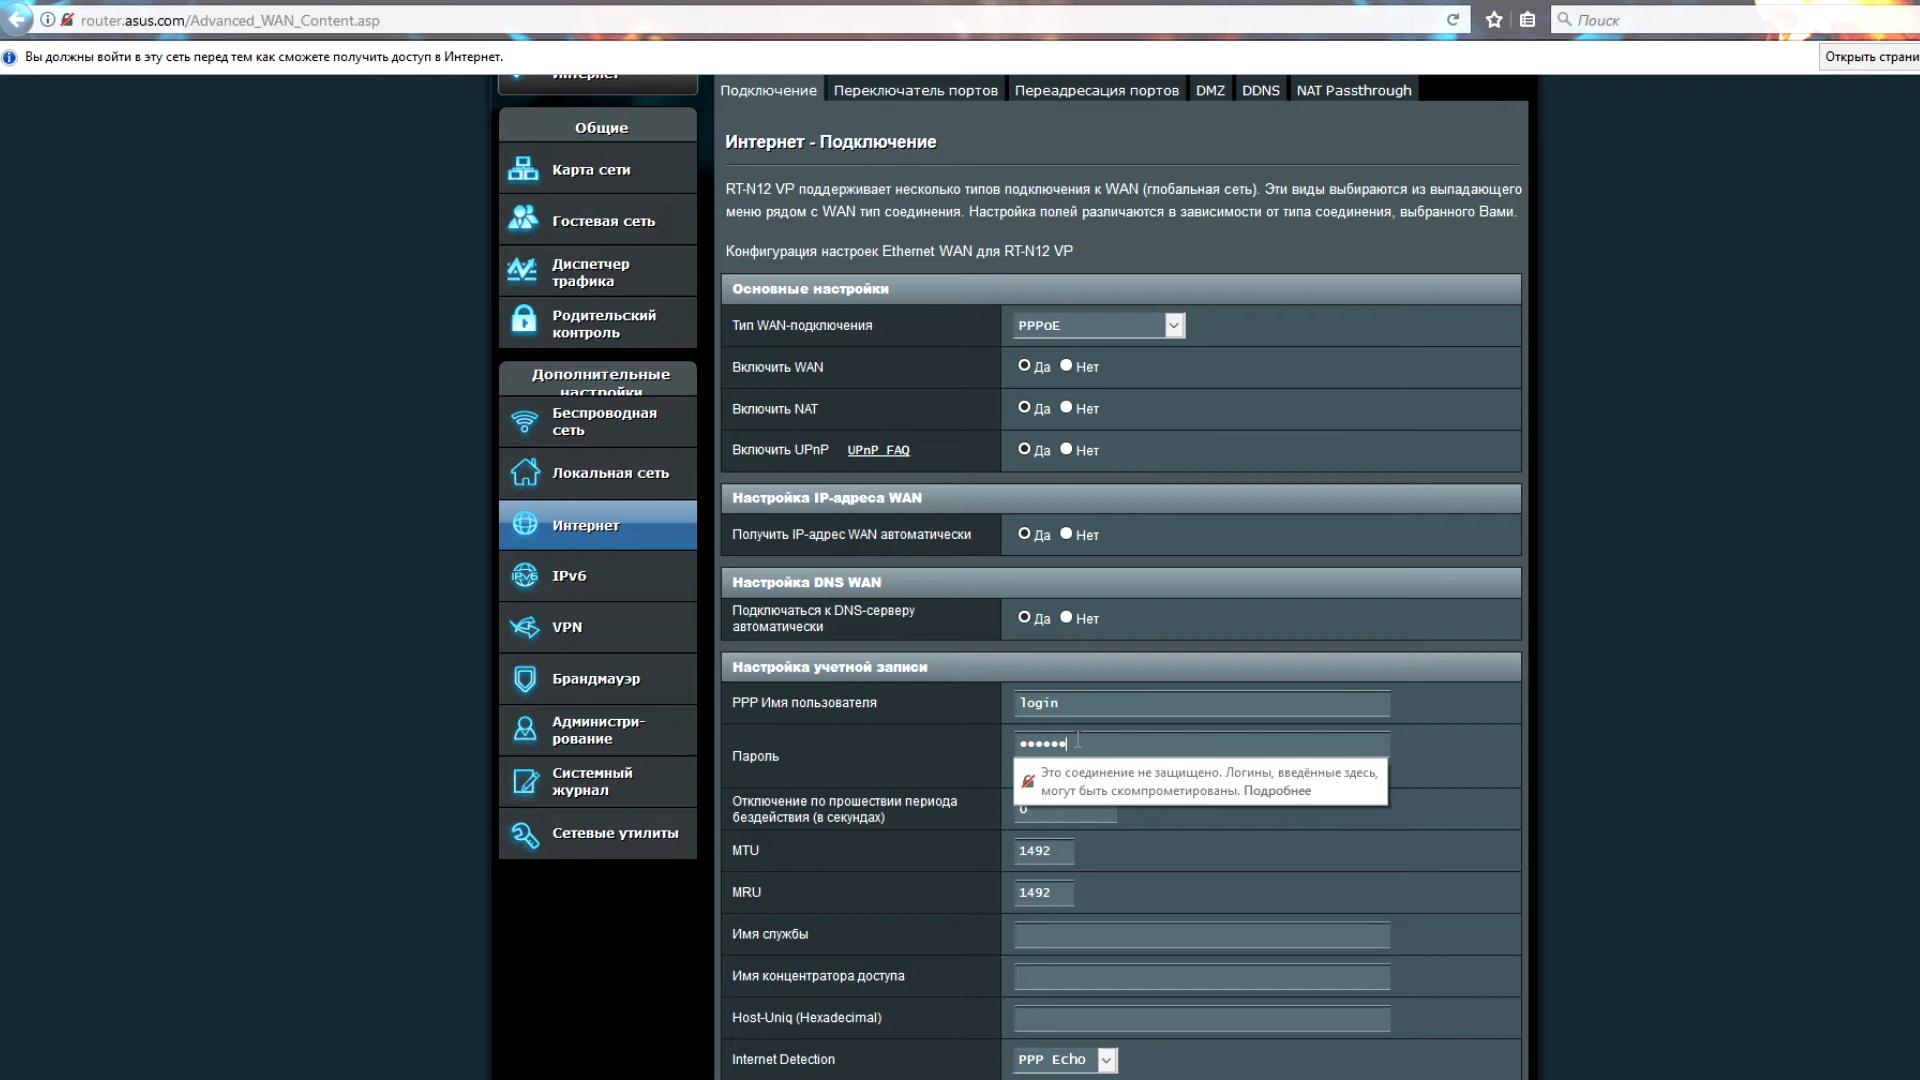 router.asus.com/Advanced_WAN_Content.asp
Поиск
Вы должны войти в эту сеть перед тем как сможете получить доступ в Интернет.
Открыть страни
Интернет
Общие
Карта сети
Гостевая сеть
Диспетчер
трафика
Родительский
контроль
Дополнительные
настройки
Беспроводная
сеть
Локальная сеть
Интернет
IPv6
VPN
Брандмауэр
Администри-
рование
Системный
журнал
Сетевые утилиты
Подключение Переключатель портов Переадресация портов DMZ DDNS NAT Passthrough
Интернет - Подключение
RT-N12 VP поддерживает несколько типов подключения к WAN (глобальная сеть). Эти виды выбираются из выпадающего
меню рядом с WAN тип соединения. Настройка полей различаются в зависимости от типа соединения, выбранного Вами.
Конфигурация настроек Ethernet WAN для RT-N12 VP
Основные настройки
Тип WAN-подключения PPPoE
Включить WAN Да Нет
Включить NAT Да Нет
Включить UPnP UPnP FAQ Да Нет
Настройка IP-адреса WAN
Получить IP-адрес WAN автоматически Да Нет
Настройка DNS WAN
Подключаться к DNS-серверу
автоматически Да Нет
Настройка учетной записи
PPP Имя пользователя login
Пароль ••••••
Это соединение не защищено. Логины, введённые здесь,
могут быть скомпрометированы. Подробнее
Отключение по прошествии периода
бездействия (в секундах) 0
MTU 1492
MRU 1492
Имя службы
Имя концентратора доступа
Host-Uniq (Hexadecimal)
Internet Detection PPP Echo